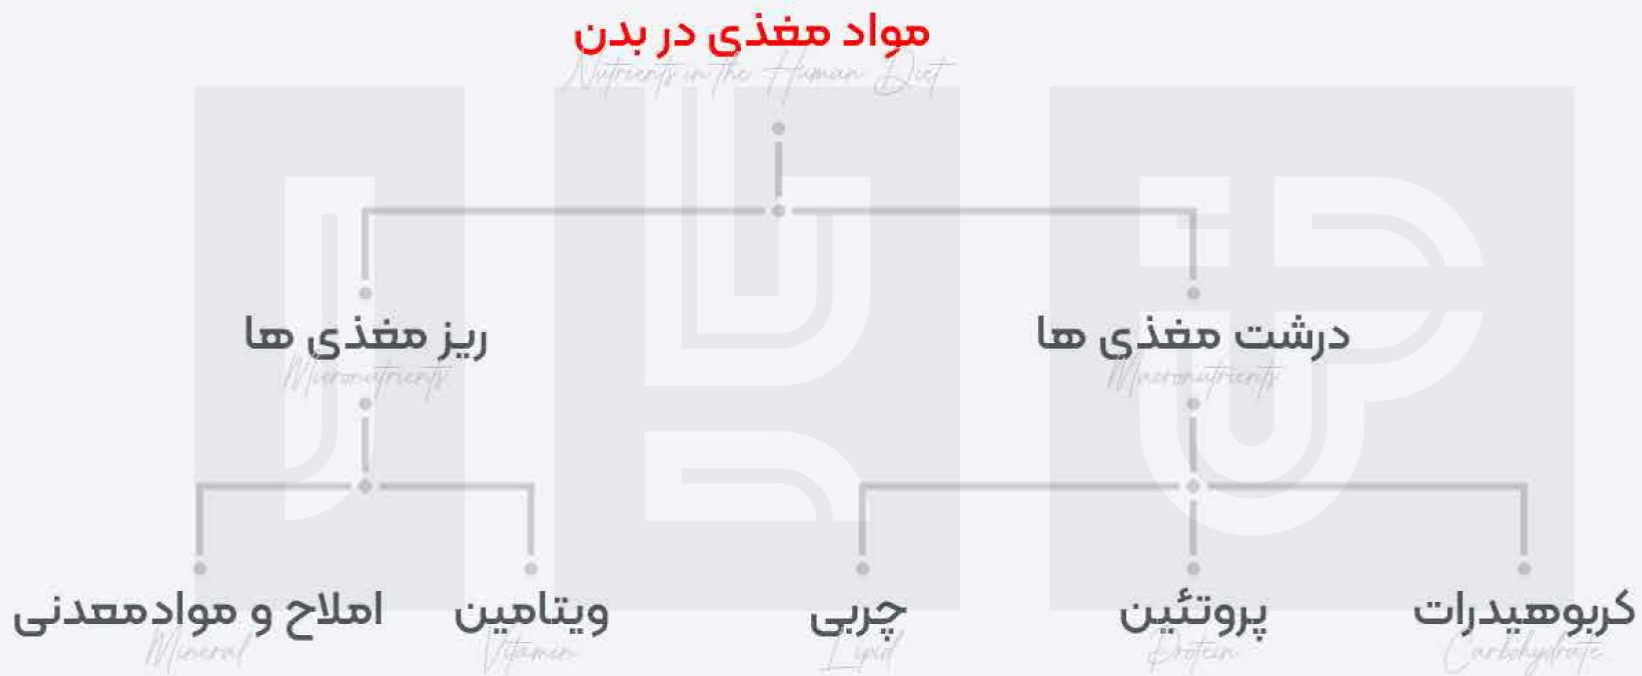 مواد مغذی در بدن
Nutrients in the Human Diet
درشت مغذی ها
Macronutrients
ریز مغذی ها
Micronutrients
کربوهیدرات
Carbohydrate
پروتئین
Protein
چربی
Lipid
ویتامین
Vitamin
املاح و موادمعدنی
Mineral